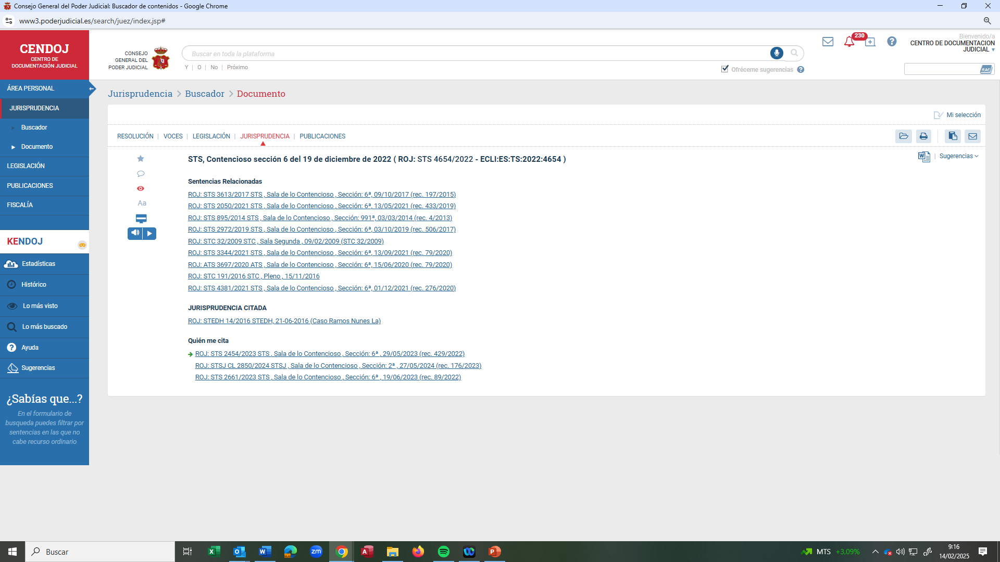 Consejo General del Poder Judicial: Buscador de contenidos - Google Chrome
www3.poderjudicial.es/search/juez/index.jsp#
CENDOJ
CENTRO DE
DOCUMENTACIÓN JUDICIAL
CONSEJO
GENERAL DEL
PODER JUDICIAL
Buscar en toda la plataforma
Y | O | No | Próximo
Ofréceme sugerencias
230
Bienvenido/a
CENTRO DE DOCUMENTACION
JUDICIAL
RAE
ÁREA PERSONAL
JURISPRUDENCIA
Buscador
Documento
LEGISLACIÓN
PUBLICACIONES
FISCALÍA
KENDOJ
Estadísticas
Histórico
Lo más visto
Lo más buscado
Ayuda
Sugerencias
¿Sabías que...?
En el formulario de
busqueda puedes filtrar por
sentencias en las que no
cabe recurso ordinario
Jurisprudencia > Buscador > Documento
Mi selección
RESOLUCIÓN | VOCES | LEGISLACIÓN | JURISPRUDENCIA | PUBLICACIONES
Aa
STS, Contencioso sección 6 del 19 de diciembre de 2022 ( ROJ: STS 4654/2022 - ECLI:ES:TS:2022:4654 )
| Sugerencias
Sentencias Relacionadas
ROJ: STS 3613/2017 STS , Sala de lo Contencioso , Sección: 6ª, 09/10/2017 (rec. 197/2015)
ROJ: STS 2050/2021 STS , Sala de lo Contencioso , Sección: 6ª, 13/05/2021 (rec. 433/2019)
ROJ: STS 895/2014 STS , Sala de lo Contencioso , Sección: 991ª, 03/03/2014 (rec. 4/2013)
ROJ: STS 2972/2019 STS , Sala de lo Contencioso , Sección: 6ª, 03/10/2019 (rec. 506/2017)
ROJ: STC 32/2009 STC , Sala Segunda , 09/02/2009 (STC 32/2009)
ROJ: STS 3344/2021 STS , Sala de lo Contencioso , Sección: 6ª, 13/09/2021 (rec. 79/2020)
ROJ: ATS 3697/2020 ATS , Sala de lo Contencioso , Sección: 6ª, 15/06/2020 (rec. 79/2020)
ROJ: STC 191/2016 STC , Pleno , 15/11/2016
ROJ: STS 4381/2021 STS , Sala de lo Contencioso , Sección: 6ª, 01/12/2021 (rec. 276/2020)
JURISPRUDENCIA CITADA
ROJ: STEDH 14/2016 STEDH, 21-06-2016 (Caso Ramos Nunes La)
Quién me cita
ROJ: STS 2454/2023 STS , Sala de lo Contencioso , Sección: 6ª , 29/05/2023 (rec. 429/2022)
ROJ: STSJ CL 2850/2024 STSJ , Sala de lo Contencioso , Sección: 2ª , 27/05/2024 (rec. 176/2023)
ROJ: STS 2661/2023 STS , Sala de lo Contencioso , Sección: 6ª , 19/06/2023 (rec. 89/2022)
Buscar
zm
MTS +3,09%
9:16
14/02/2025